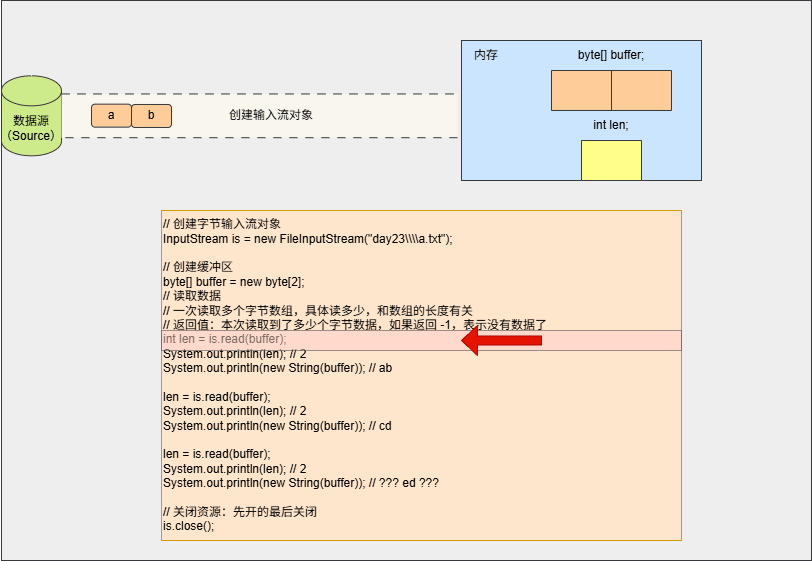 内存
byte[] buffer;
数据源
（Source）
a
b
创建输入流对象
int len;
// 创建字节输入流对象
InputStream is = new FileInputStream("day23\\\\a.txt");
// 创建缓冲区
byte[] buffer = new byte[2];
// 读取数据
// 一次读取多个字节数组，具体读多少，和数组的长度有关
// 返回值：本次读取到了多少个字节数据，如果返回 -1，表示没有数据了
int len = is.read(buffer);
System.out.println(len); // 2
System.out.println(new String(buffer)); // ab
len = is.read(buffer);
System.out.println(len); // 2
System.out.println(new String(buffer)); // cd
len = is.read(buffer);
System.out.println(len); // 2
System.out.println(new String(buffer)); // ??? ed ???
// 关闭资源：先开的最后关闭
is.close();